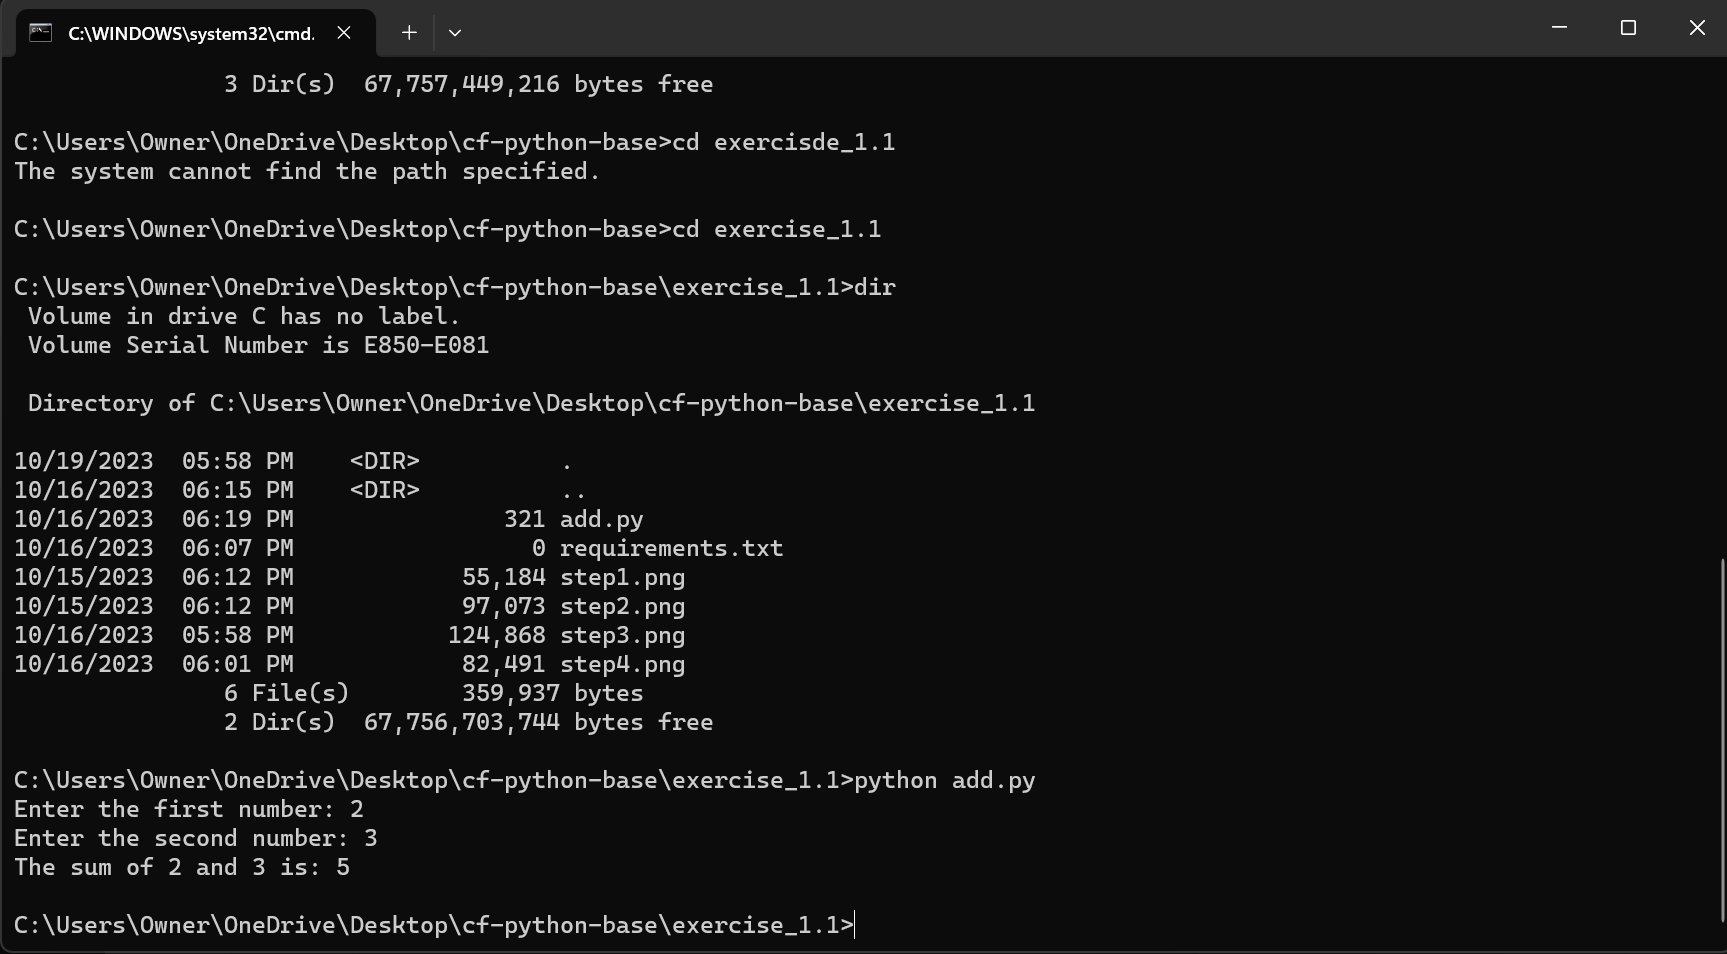 C:\WINDOWS\system32\cmd.
3 Dir(s)  67,757,449,216 bytes free
C:\Users\Owner\OneDrive\Desktop\cf-python-base>cd exercisde_1.1
The system cannot find the path specified.
C:\Users\Owner\OneDrive\Desktop\cf-python-base>cd exercise_1.1
C:\Users\Owner\OneDrive\Desktop\cf-python-base\exercise_1.1>dir
Volume in drive C has no label.
Volume Serial Number is E850-E081
Directory of C:\Users\Owner\OneDrive\Desktop\cf-python-base\exercise_1.1
10/19/2023  05:58 PM    <DIR>          .
10/16/2023  06:15 PM    <DIR>          ..
10/16/2023  06:19 PM               321 add.py
10/16/2023  06:07 PM                 0 requirements.txt
10/15/2023  06:12 PM            55,184 step1.png
10/15/2023  06:12 PM            97,073 step2.png
10/16/2023  05:58 PM           124,868 step3.png
10/16/2023  06:01 PM            82,491 step4.png
6 File(s)        359,937 bytes
2 Dir(s)  67,756,703,744 bytes free
C:\Users\Owner\OneDrive\Desktop\cf-python-base\exercise_1.1>python add.py
Enter the first number: 2
Enter the second number: 3
The sum of 2 and 3 is: 5
C:\Users\Owner\OneDrive\Desktop\cf-python-base\exercise_1.1>